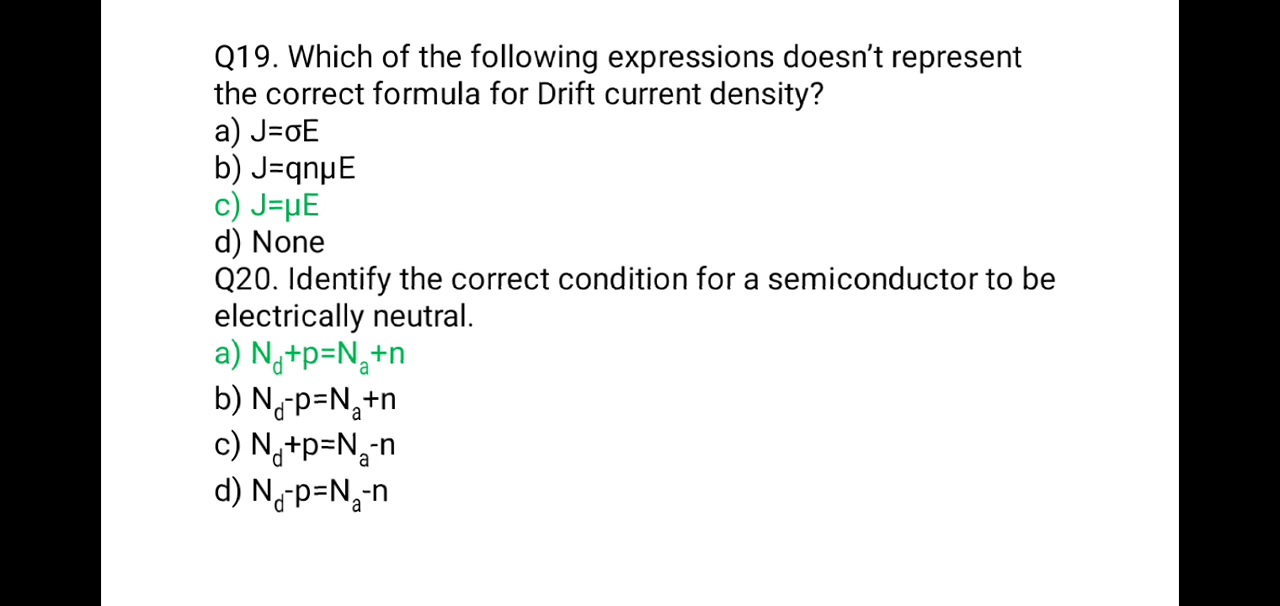 Q19. Which of the following expressions doesn’t represent
the correct formula for Drift current density?
a) J=σE
b) J=qnµE
c) J=µE
d) None
Q20. Identify the correct condition for a semiconductor to be
electrically neutral.
a) Nd+p=Na+n
b) Nd-p=Na+n
c) Nd+p=Na-n
d) Nd-p=Na-n